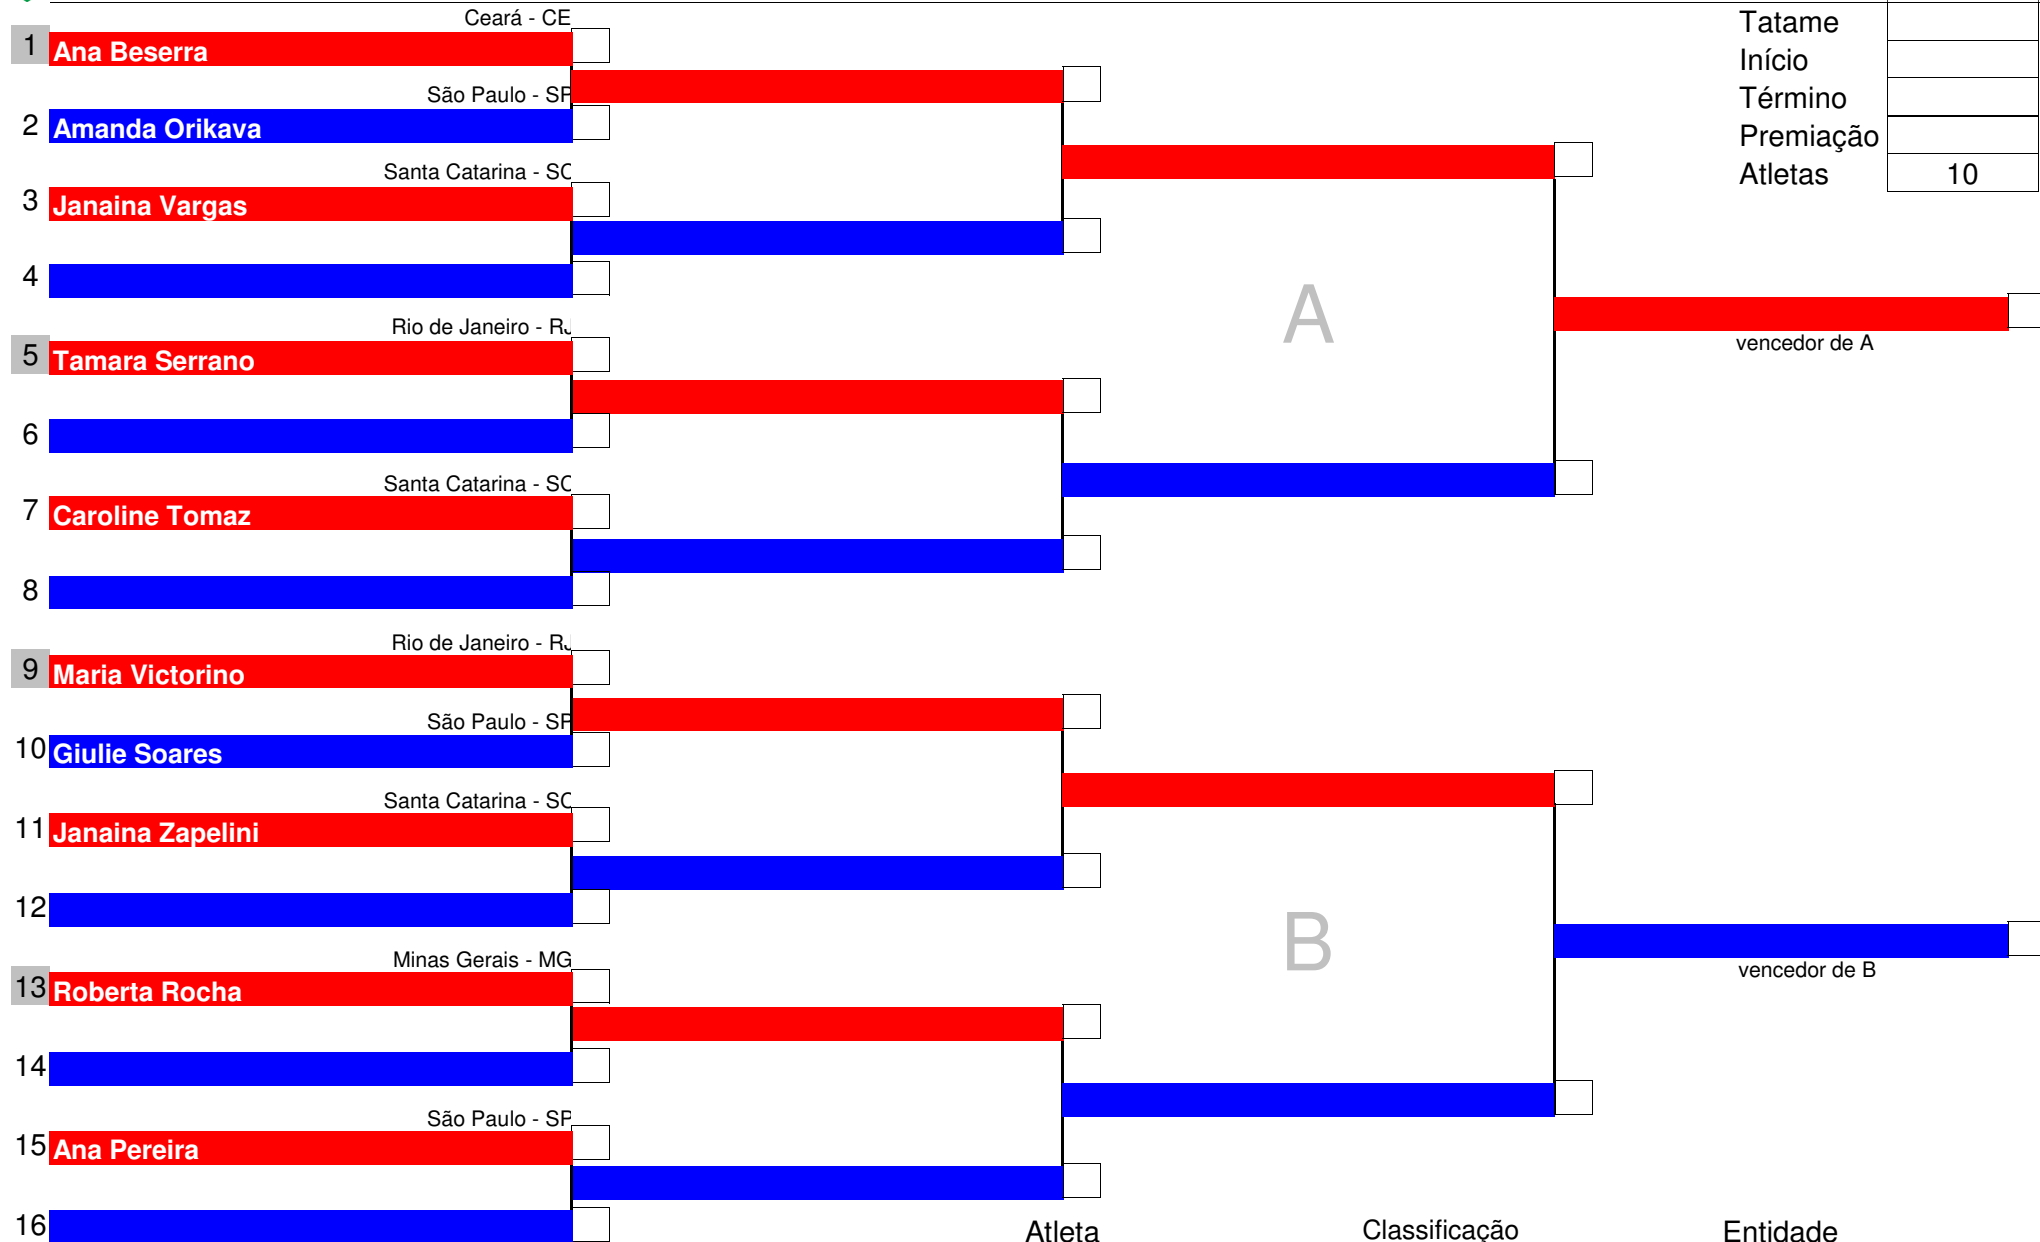 Ceará - CE
1 Ana Beserra
São Paulo - SP
2 Amanda Orikava
Santa Catarina - SC
3 Janaina Vargas
4
Rio de Janeiro - RJ
5 Tamara Serrano
6
Santa Catarina - SC
7 Caroline Tomaz
8
Rio de Janeiro - RJ
9 Maria Victorino
São Paulo - SP
10 Giulie Soares
Santa Catarina - SC
11 Janaina Zapelini
12
Minas Gerais - MG
13 Roberta Rocha
14
São Paulo - SP
15 Ana Pereira
16
A
B
vencedor de A
vencedor de B
Tatame
Início
Término
Premiação
Atletas 10
Atleta Classificação Entidade